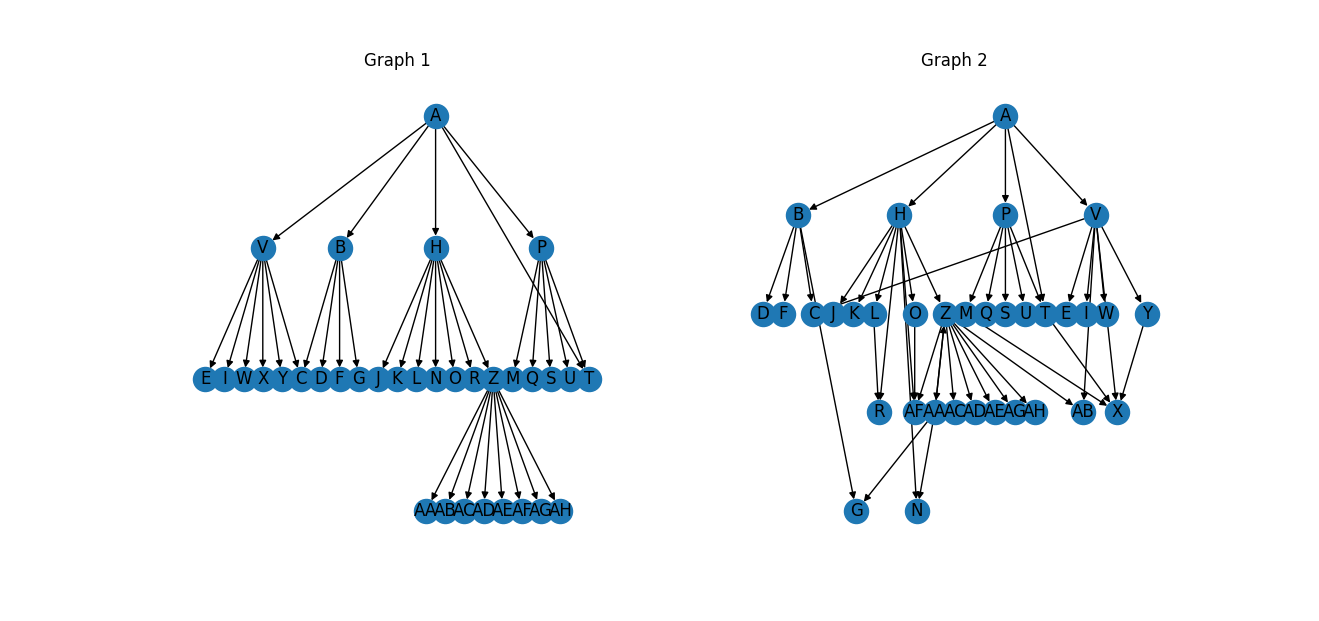 Graph 1 Graph 2
A A
B H P V
V B H P
D F C J K L O Z M Q S U T E I W Y
E I W X Y C D F G J K L N O R Z M Q S U T
R AF AA AC AD AE AG AH AB X
AA AB AC AD AE AF AG AH G N